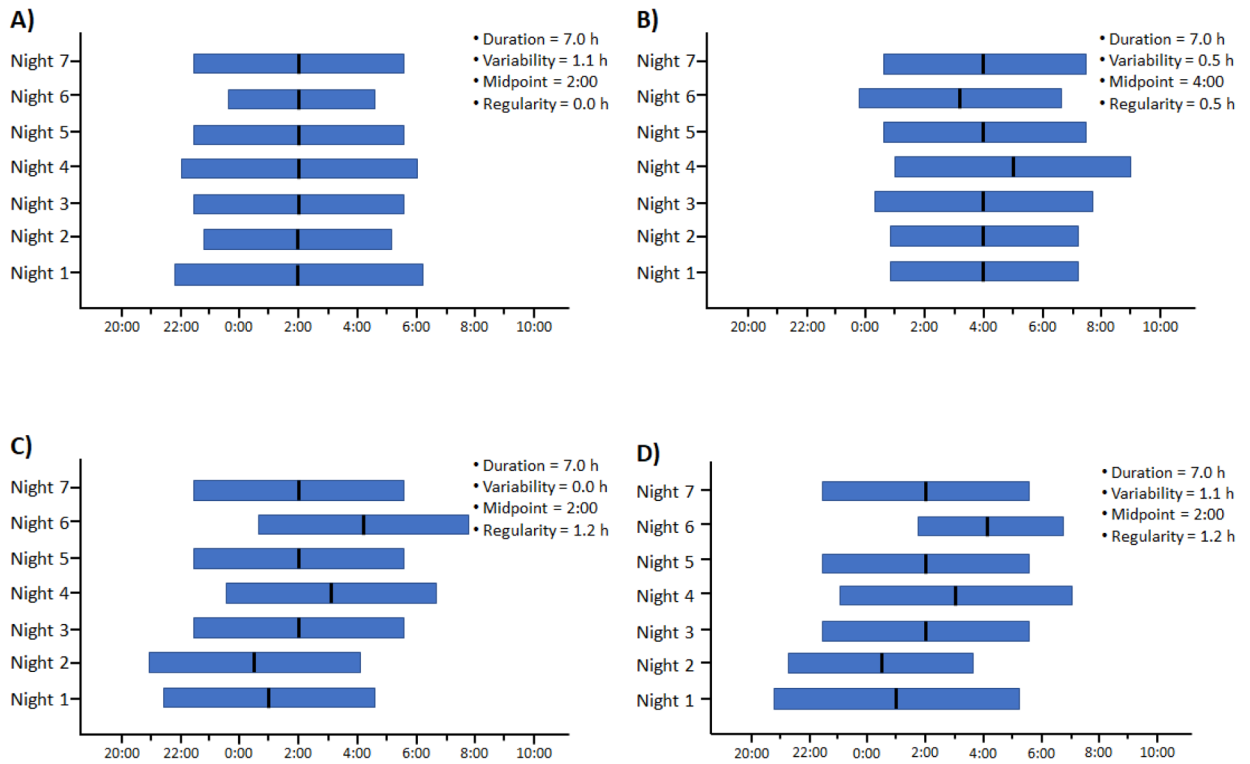 A)
• Duration = 7.0 h
• Variability = 1.1 h
• Midpoint = 2:00
• Regularity = 0.0 h
Night 7
Night 6
Night 5
Night 4
Night 3
Night 2
Night 1
20:00 22:00 0:00 2:00 4:00 6:00 8:00 10:00
B)
• Duration = 7.0 h
• Variability = 0.5 h
• Midpoint = 4:00
• Regularity = 0.5 h
Night 7
Night 6
Night 5
Night 4
Night 3
Night 2
Night 1
20:00 22:00 0:00 2:00 4:00 6:00 8:00 10:00
C)
• Duration = 7.0 h
• Variability = 0.0 h
• Midpoint = 2:00
• Regularity = 1.2 h
Night 7
Night 6
Night 5
Night 4
Night 3
Night 2
Night 1
20:00 22:00 0:00 2:00 4:00 6:00 8:00 10:00
D)
• Duration = 7.0 h
• Variability = 1.1 h
• Midpoint = 2:00
• Regularity = 1.2 h
Night 7
Night 6
Night 5
Night 4
Night 3
Night 2
Night 1
20:00 22:00 0:00 2:00 4:00 6:00 8:00 10:00